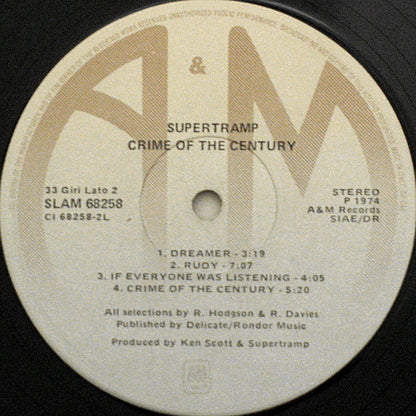 A & M
SUPERTRAMP
CRIME OF THE CENTURY
33 Giri Lato 2
SLAM 68258
CI 68258-2L
STEREO
P 1974
A&M Records
SIAE/DR
1. DREAMER - 3:19
2. RUDY - 7:07
3. IF EVERYONE WAS LISTENING - 4:05
4. CRIME OF THE CENTURY - 5:20
All selections by R. Hodgson & R. Davies
Published by Delicate/Rondor Music
Produced by Ken Scott & Supertramp